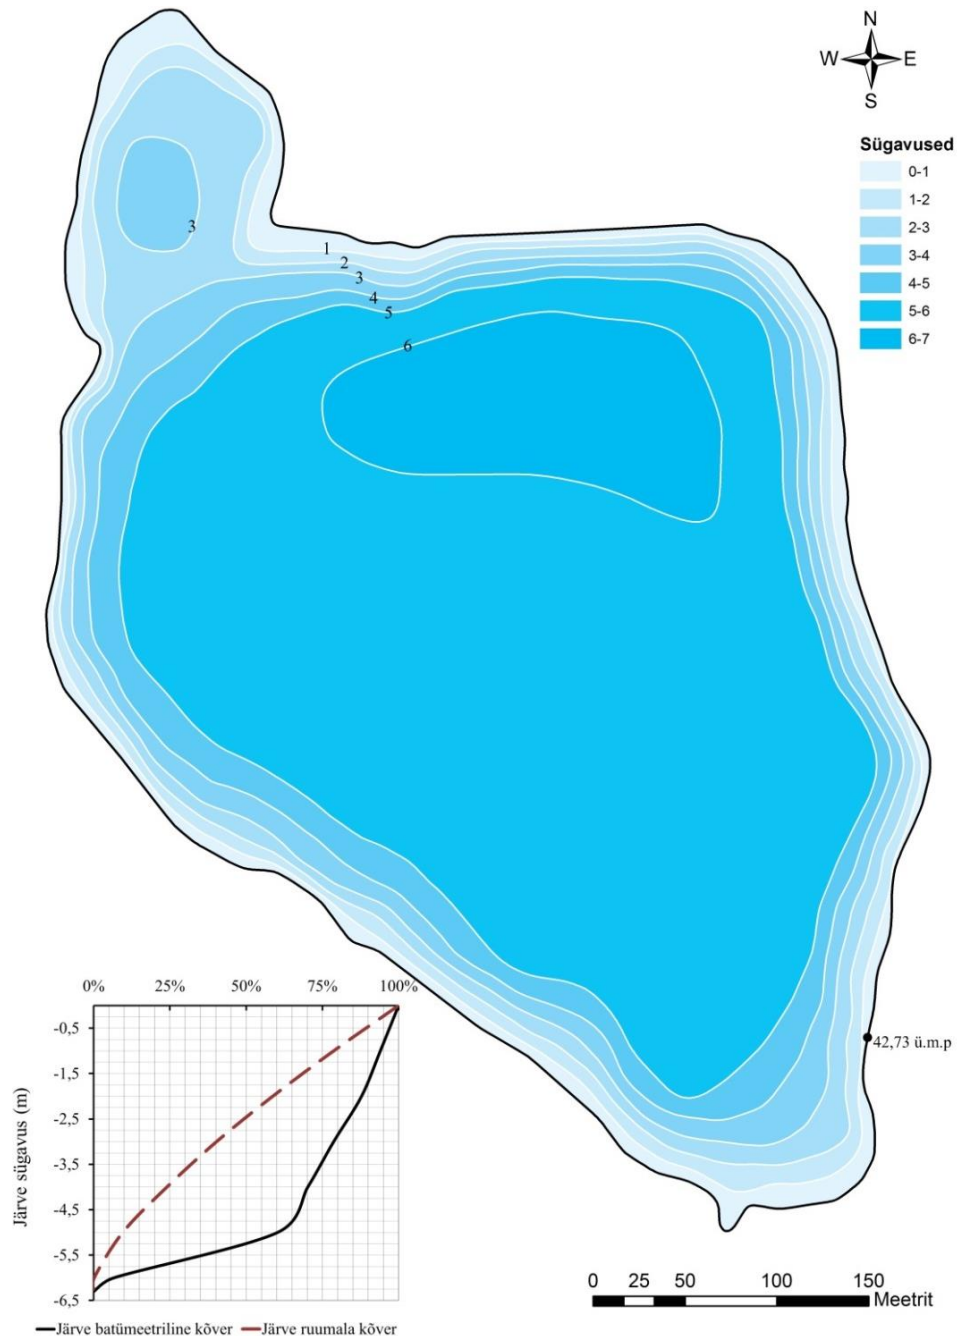 N
W E
S
Sügavused
0-1
1-2
2-3
3-4
4-5
5-6
6-7
3
1
2
3
4
5
6
42,73 ü.m.p
0% 25% 50% 75% 100%
-0,5
-1,5
-2,5
-3,5
-4,5
-5,5
-6,5
Järve sügavus (m)
Järve batümeetriline kõver Järve ruumala kõver
0 25 50 100 150
Meetrit